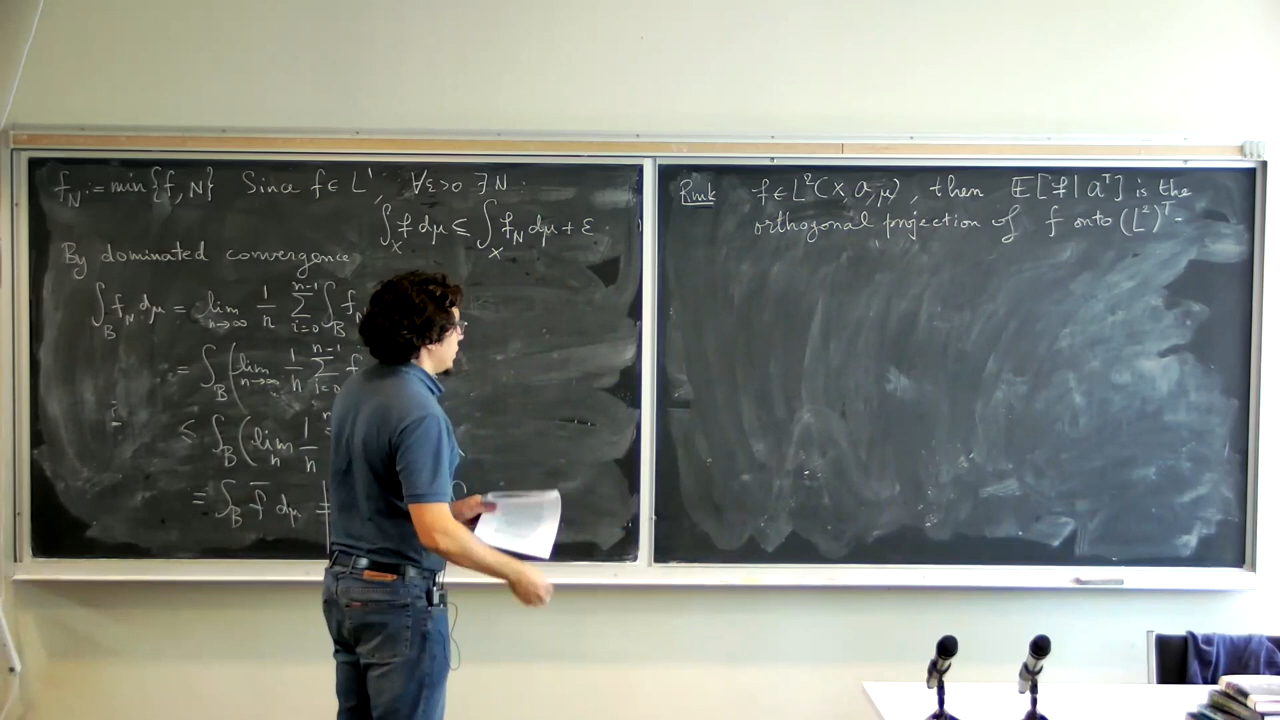 f_N := min{f, N} Since f ∈ L¹, ∀ε>0 ∃N :
∫_X f dμ ≤ ∫_X f_N dμ + ε
By dominated convergence
∫_B f_N dμ = lim_{n→∞} 1/n ∑_{i=0}^{n-1} ∫_B f_N
= ∫_B (lim_{n→∞} 1/n ∑_{i=0}^{n-1} f
≤ ∫_B (lim_n 1/n
= ∫_B f̄ dμ
Rmk f ∈ L²(X, a, μ), then E[f | a^T] is the
orthogonal projection of f onto (L²)^T.